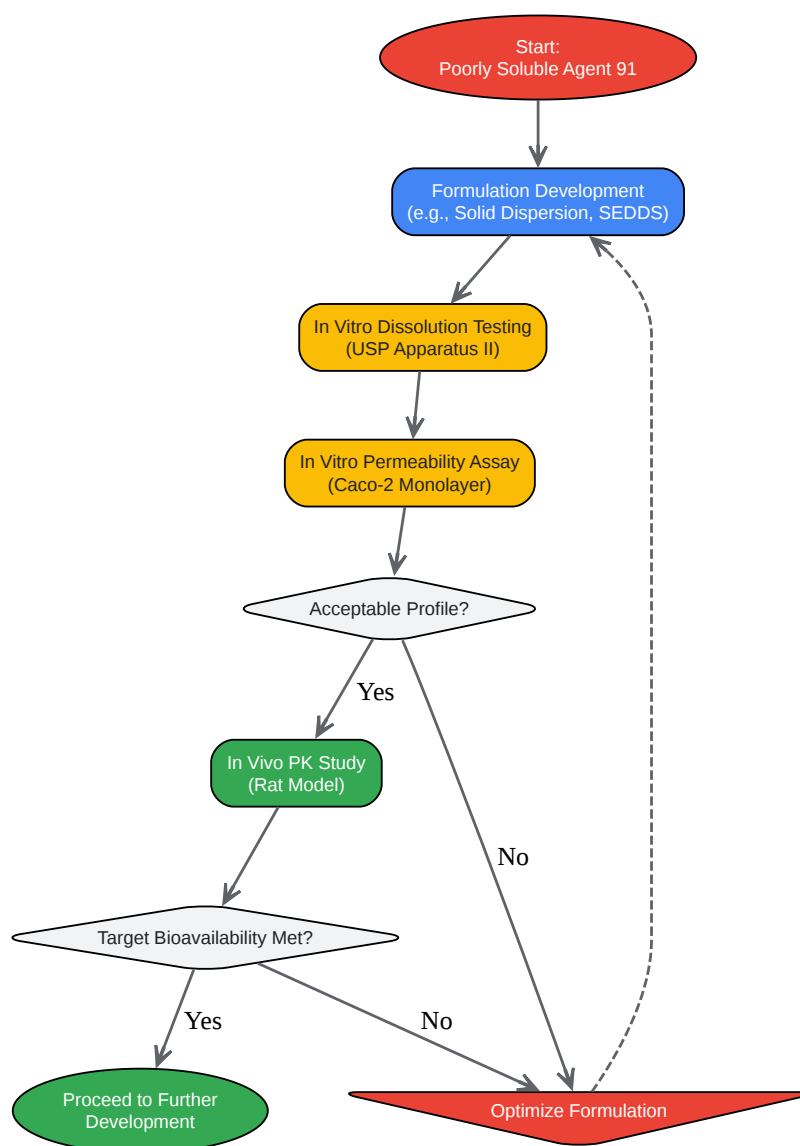 Start:
Poorly Soluble Agent 91
Formulation Development
(e.g., Solid Dispersion, SEDDS)
In Vitro Dissolution Testing
(USP Apparatus II)
In Vitro Permeability Assay
(Caco-2 Monolayer)
Acceptable Profile?
Yes
In Vivo PK Study
(Rat Model)
No
Target Bioavailability Met?
Yes
No
Proceed to Further
Development
Optimize Formulation